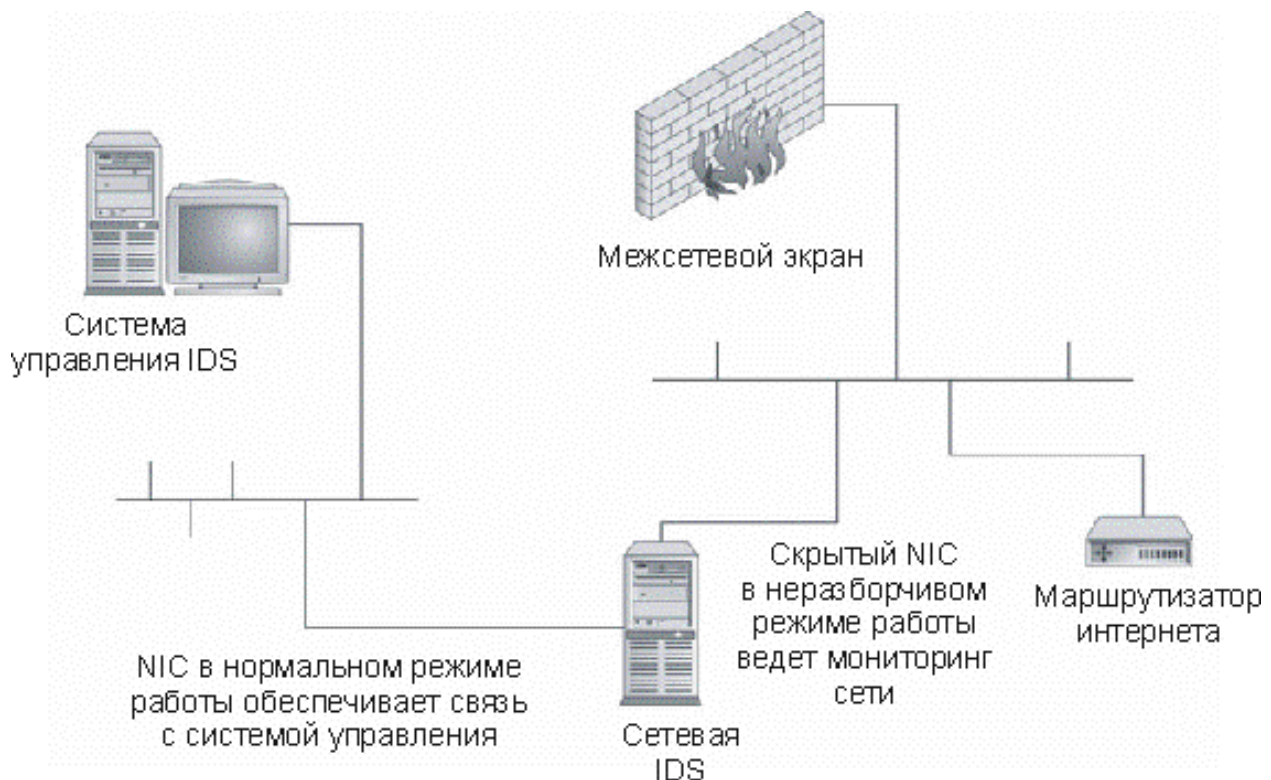 Межсетевой экран
Система
управления IDS
Скрытый NIC
в неразборчивом
режиме работы
ведет мониторинг
сети
Маршрутизатор
интернета
NIC в нормальном режиме
работы обеспечивает связь
с системой управления
Сетевая
IDS